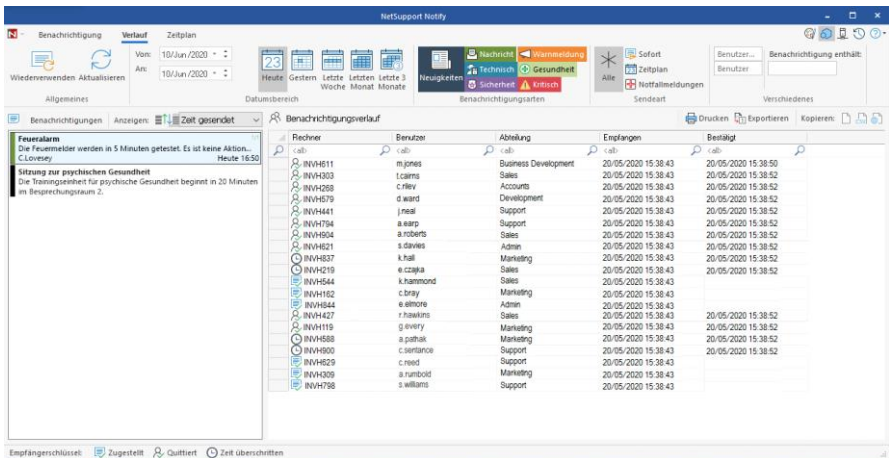 NetSupport Notify
Benachrichtigung Verlauf Zeitplan
Wiederverwenden Aktualisieren
Von: 10/Jun /2020
An: 10/Jun /2020
Allgemeines
23
Heute Gestern Letzte Woche Letzten Monat Letzte 3 Monate
Datumsbereich
Neuigkeiten
Nachricht Warnmeldung
Technisch Gesundheit
Sicherheit Kritisch
Benachrichtigungsarten
Alle
Sofort
Zeitplan
Notfallmeldungen
Sendeart
Benutzer... Benachrichtigung enthält:
Benutzer
Verschiedenes
Benachrichtigungen Anzeigen: Zeit gesendet
Benachrichtigungsverlauf
Drucken Exportieren Kopieren:
Feueralarm
Die Feuermelder werden in 5 Minuten getestet. Es ist keine Aktion...
C.Lovesey Heute 16:50
Sitzung zur psychischen Gesundheit
Die Trainingseinheit für psychische Gesundheit beginnt in 20 Minuten
im Besprechungsraum 2.
Rechner Benutzer Abteilung Empfangen Bestätigt
<all> <all> <all> <all> <all>
INVH611 m.jones Business Development 20/05/2020 15:38:43 20/05/2020 15:38:50
INVH303 t.cairns Sales 20/05/2020 15:38:43 20/05/2020 15:38:52
INVH268 c.riley Accounts 20/05/2020 15:38:43 20/05/2020 15:38:52
INVH579 d.ward Development 20/05/2020 15:38:43 20/05/2020 15:38:52
INVH441 j.neal Support 20/05/2020 15:38:43 20/05/2020 15:38:52
INVH794 a.earp Support 20/05/2020 15:38:43 20/05/2020 15:38:52
INVH904 a.roberts Sales 20/05/2020 15:38:43 20/05/2020 15:38:52
INVH621 s.davies Admin 20/05/2020 15:38:43 20/05/2020 15:38:52
INVH837 k.hall Marketing 20/05/2020 15:38:43 20/05/2020 15:38:52
INVH219 e.czajka Sales 20/05/2020 15:38:43 20/05/2020 15:38:52
INVH544 k.hammond Sales 20/05/2020 15:38:43
INVH162 c.bray Marketing 20/05/2020 15:38:43
INVH844 e.elmore Admin 20/05/2020 15:38:43
INVH427 r.hawkins Sales 20/05/2020 15:38:43 20/05/2020 15:38:52
INVH119 g.every Marketing 20/05/2020 15:38:43 20/05/2020 15:38:52
INVH588 a.pathak Marketing 20/05/2020 15:38:43 20/05/2020 15:38:52
INVH900 c.sentance Support 20/05/2020 15:38:43 20/05/2020 15:38:52
INVH629 c.reed Support 20/05/2020 15:38:43
INVH309 a.rumbold Marketing 20/05/2020 15:38:43
INVH798 s.williams Support 20/05/2020 15:38:43
Empfängerschlüssel: Zugestellt Quittiert Zeit überschritten